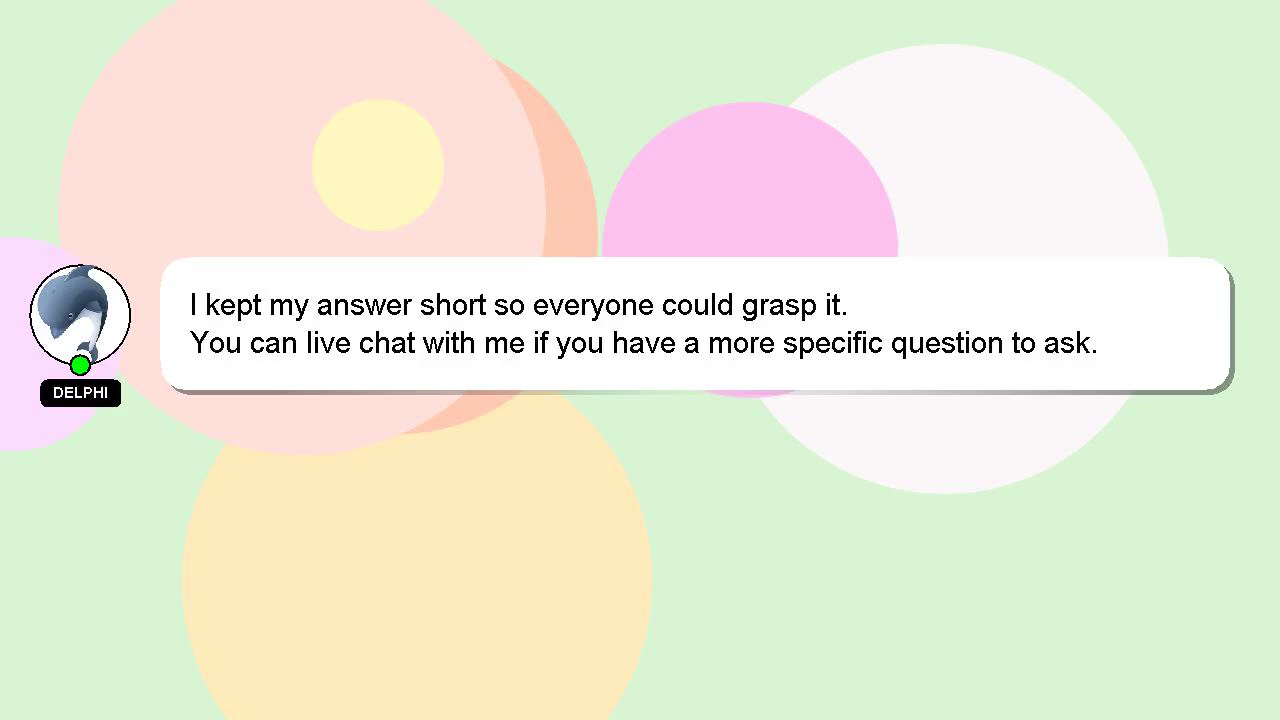 I kept my answer short so everyone could grasp it.
You can live chat with me if you have a more specific question to ask.
DELPHI